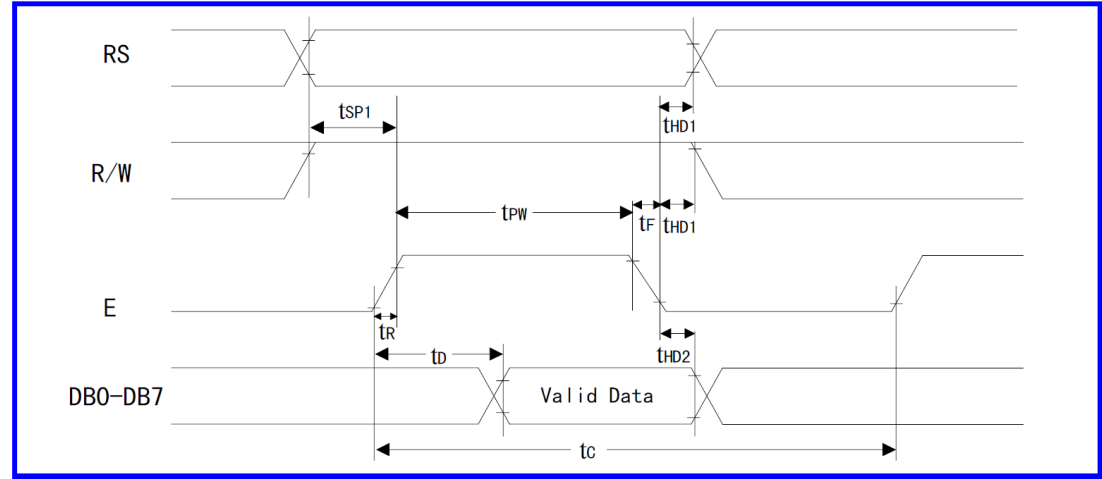 RS
tSP1
tHD1
R/W
tPW
tF
tHD1
E
tR
tD
tHD2
DB0-DB7
Valid Data
tC